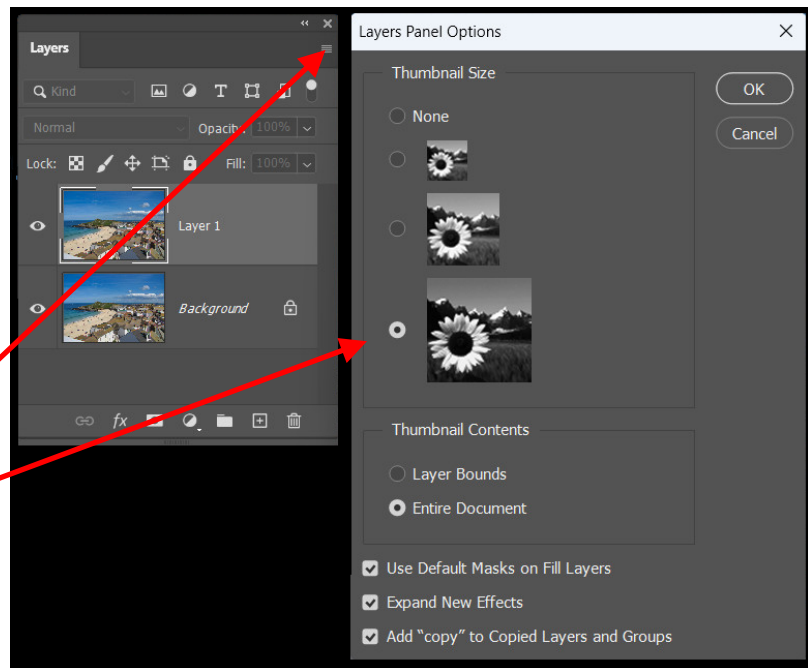 Layers
Kind
T
Normal
Opacity: 100%
Lock:
Fill: 100%
Layer 1
Background
fx
Layers Panel Options
Thumbnail Size
None
OK
Cancel
Thumbnail Contents
Layer Bounds
Entire Document
Use Default Masks on Fill Layers
Expand New Effects
Add “copy” to Copied Layers and Groups